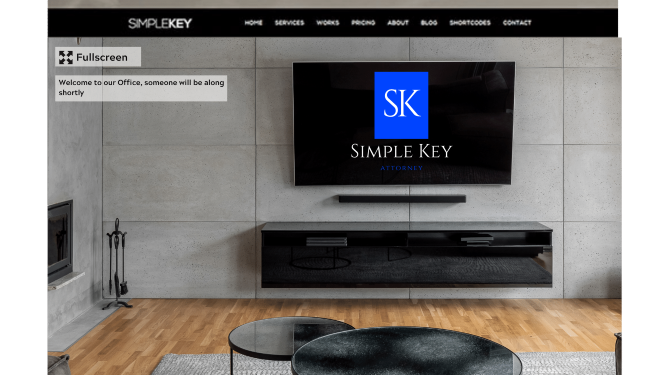 SIMPLEKEY
HOME SERVICES WORKS PRICING ABOUT BLOG SHORTCODES CONTACT
Fullscreen
Welcome to our Office, someone will be along
shortly
SK
SIMPLE KEY
ATTORNEY